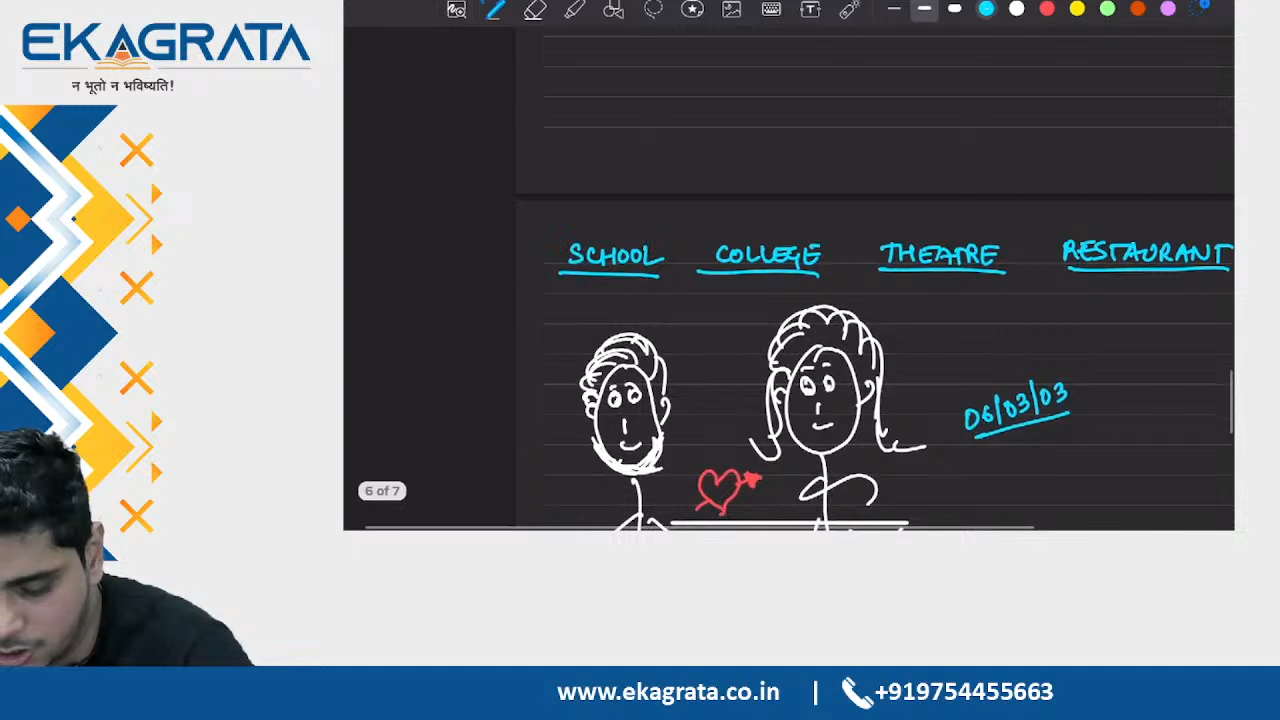 EKAGRATA
न भूतो न भविष्यति!
T
SCHOOL COLLEGE THEATRE RESTAURANT
06/03/03
6 of 7
www.ekagrata.co.in | +919754455663